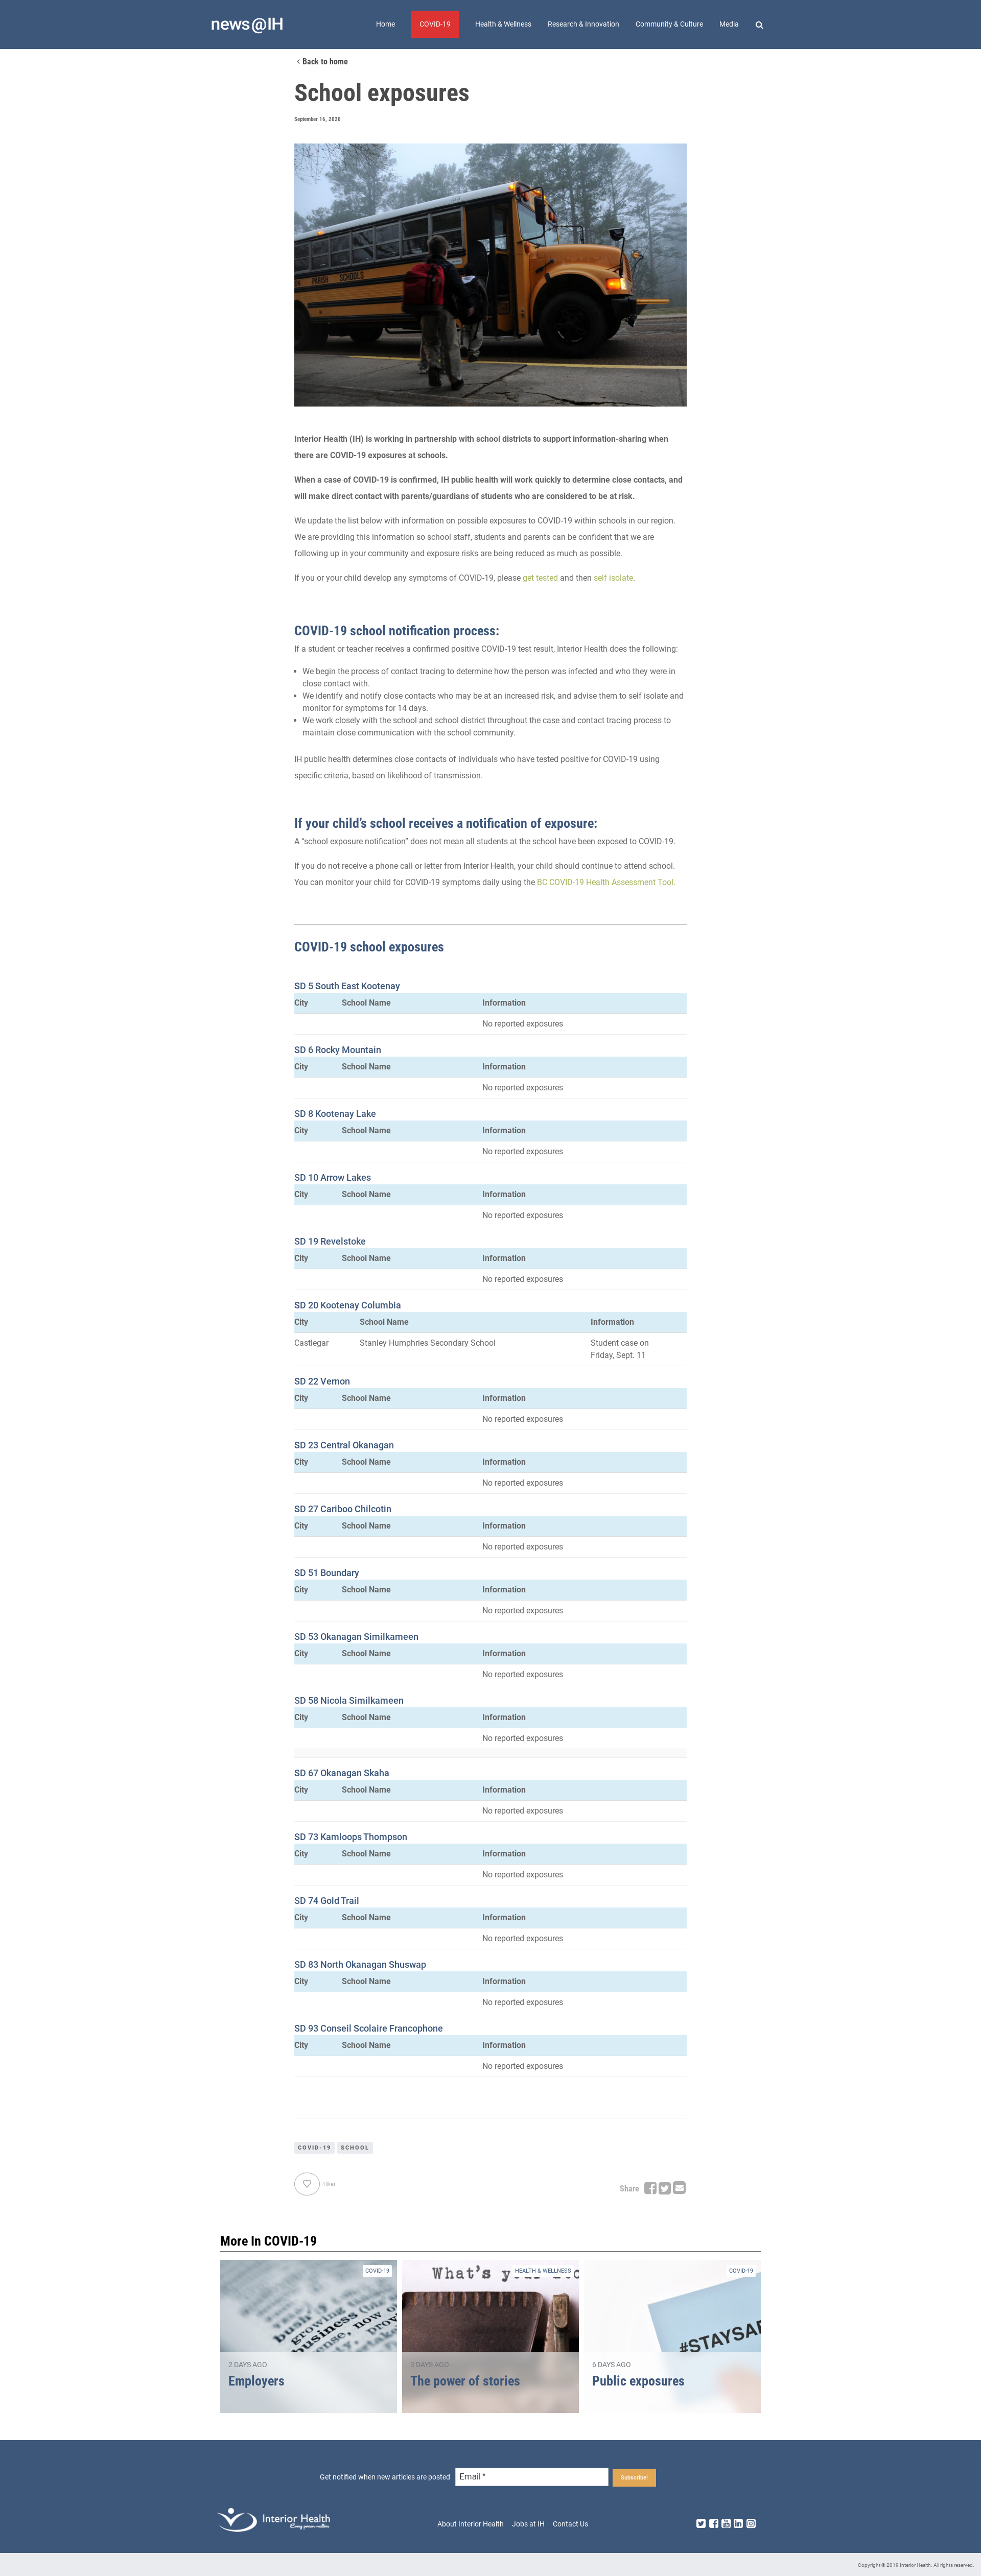 news@IH
Home
COVID-19
Health & Wellness
Research & Innovation
Community & Culture
Media
Back to home
School exposures
September 16, 2020
PARISH SCHOOLS
Interior Health (IH) is working in partnership with school districts to support information-sharing when
there are COVID-19 exposures at schools.
When a case of COVID-19 is confirmed, IH public health will work quickly to determine close contacts, and
will make direct contact with parents/guardians of students who are considered to be at risk.
We update the list below with information on possible exposures to COVID-19 within schools in our region.
We are providing this information so school staff, students and parents can be confident that we are
following up in your community and exposure risks are being reduced as much as possible.
If you or your child develop any symptoms of COVID-19, please get tested and then self isolate.
COVID-19 school notification process:
If a student or teacher receives a confirmed positive COVID-19 test result, Interior Health does the following:
• We begin the process of contact tracing to determine how the person was infected and who they were in
close contact with.
• We identify and notify close contacts who may be at an increased risk, and advise them to self isolate and
monitor for symptoms for 14 days.
• We work closely with the school and school district throughout the case and contact tracing process to
maintain close communication with the school community.
IH public health determines close contacts of individuals who have tested positive for COVID-19 using
specific criteria, based on likelihood of transmission.
If your child's school receives a notification of exposure:
A “school exposure notification” does not mean all students at the school have been exposed to COVID-19.
If you do not receive a phone call or letter from Interior Health, your child should continue to attend school.
You can monitor your child for COVID-19 symptoms daily using the BC COVID-19 Health Assessment Tool.
COVID-19 school exposures
SD 5 South East Kootenay
City School Name Information
No reported exposures
SD 6 Rocky Mountain
City School Name Information
No reported exposures
SD 8 Kootenay Lake
City School Name Information
No reported exposures
SD 10 Arrow Lakes
City School Name Information
No reported exposures
SD 19 Revelstoke
City School Name Information
No reported exposures
SD 20 Kootenay Columbia
City School Name Information
Castlegar Stanley Humphries Secondary School Student case on
Friday, Sept. 11
SD 22 Vernon
City School Name Information
No reported exposures
SD 23 Central Okanagan
City School Name Information
No reported exposures
SD 27 Cariboo Chilcotin
City School Name Information
No reported exposures
SD 51 Boundary
City School Name Information
No reported exposures
SD 53 Okanagan Similkameen
City School Name Information
No reported exposures
SD 58 Nicola Similkameen
City School Name Information
No reported exposures
SD 67 Okanagan Skaha
City School Name Information
No reported exposures
SD 73 Kamloops Thompson
City School Name Information
No reported exposures
SD 74 Gold Trail
City School Name Information
No reported exposures
SD 83 North Okanagan Shuswap
City School Name Information
No reported exposures
SD 93 Conseil Scolaire Francophone
City School Name Information
No reported exposures
COVID-19 SCHOOL
likes
Share
More In COVID-19
COVID-19
business
growing
now
2 DAYS AGO
Employers
What's your
HEALTH & WELLNESS
3 DAYS AGO
The power of stories
COVID-19
#STAYSAF
6 DAYS AGO
Public exposures
Get notified when new articles are posted
Email *
Subscribe!
Interior Health
Every person matters
About Interior Health Jobs at IH Contact Us
Copyright © 2019 Interior Health. All rights reserved.